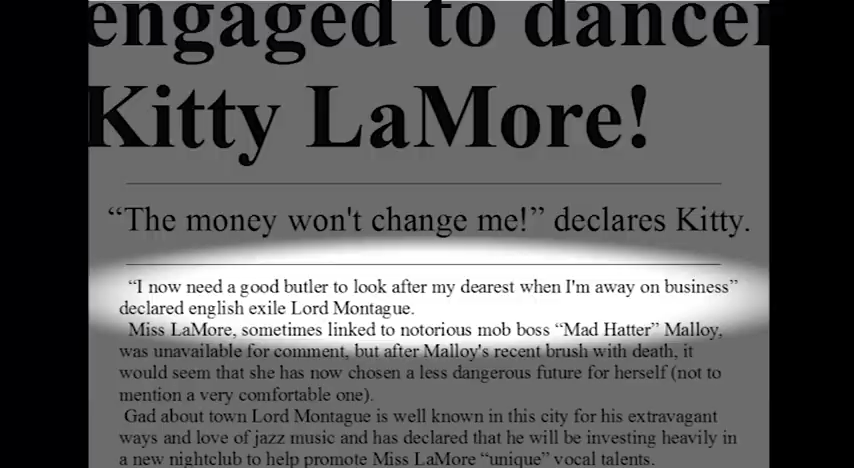 engaged to dancer
Kitty LaMore!
“The money won't change me!” declares Kitty.
“I now need a good butler to look after my dearest when I'm away on business”
declared english exile Lord Montague.
Miss LaMore, sometimes linked to notorious mob boss “Mad Hatter” Malloy,
was unavailable for comment, but after Malloy's recent brush with death, it
would seem that she has now chosen a less dangerous future for herself (not to
mention a very comfortable one).
Gad about town Lord Montague is well known in this city for his extravagant
ways and love of jazz music and has declared that he will be investing heavily in
a new nightclub to help promote Miss LaMore “unique” vocal talents.